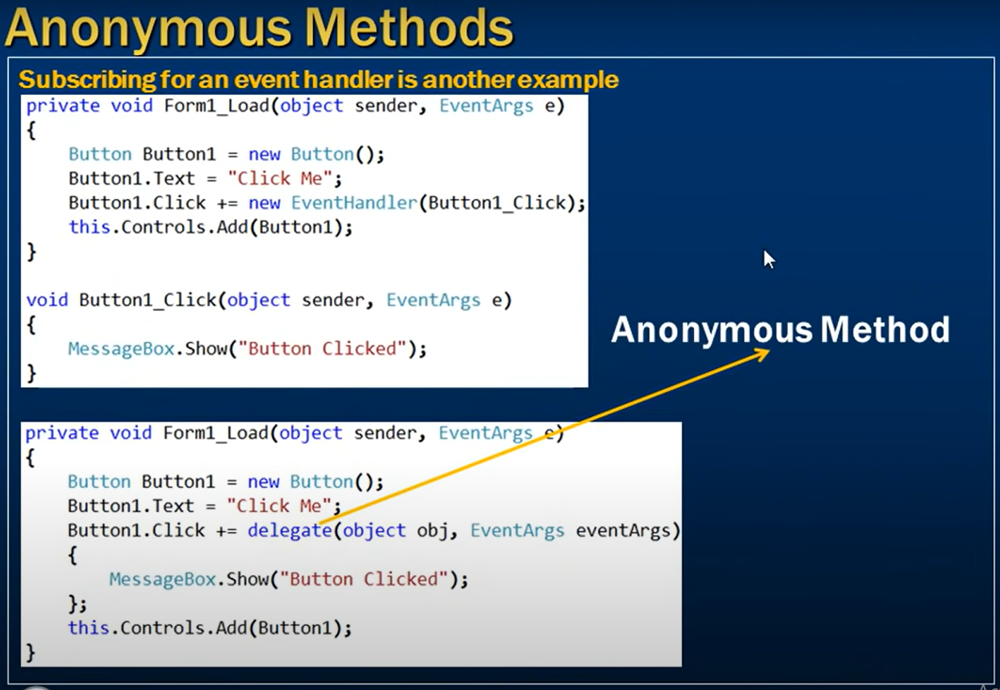 Anonymous Methods
Subscribing for an event handler is another example
private void Form1_Load(object sender, EventArgs e)
{
    Button Button1 = new Button();
    Button1.Text = "Click Me";
    Button1.Click += new EventHandler(Button1_Click);
    this.Controls.Add(Button1);
}
void Button1_Click(object sender, EventArgs e)
{
    MessageBox.Show("Button Clicked");
}
Anonymous Method
private void Form1_Load(object sender, EventArgs e)
{
    Button Button1 = new Button();
    Button1.Text = "Click Me";
    Button1.Click += delegate(object obj, EventArgs eventArgs)
    {
        MessageBox.Show("Button Clicked");
    };
    this.Controls.Add(Button1);
}